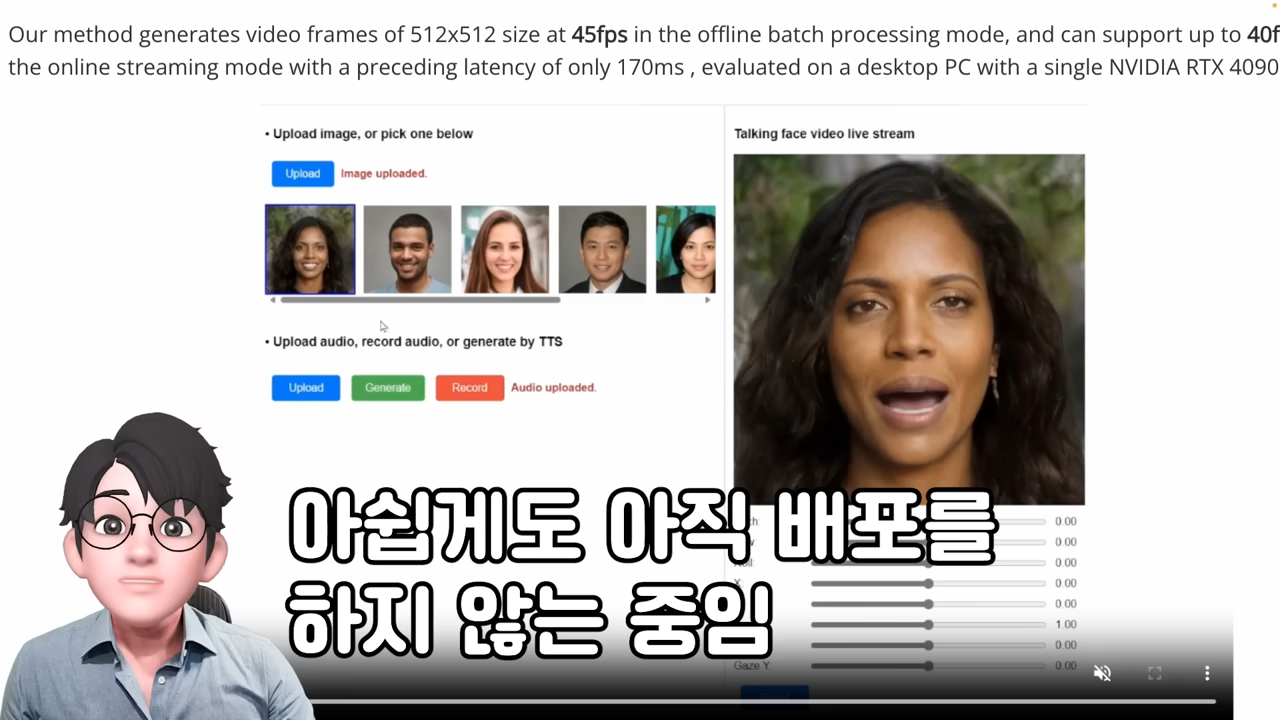 Our method generates video frames of 512x512 size at 45fps in the offline batch processing mode, and can support up to 40f
the online streaming mode with a preceding latency of only 170ms , evaluated on a desktop PC with a single NVIDIA RTX 4090
• Upload image, or pick one below
Upload Image uploaded.
• Upload audio, record audio, or generate by TTS
Upload Generate Record Audio uploaded.
Talking face video live stream
0.00
0.00
0.00
X:
0.00
0.00
1.00
0.00
Gaze Y:
0.00
아쉽게도 아직 배포를
하지 않는 중임